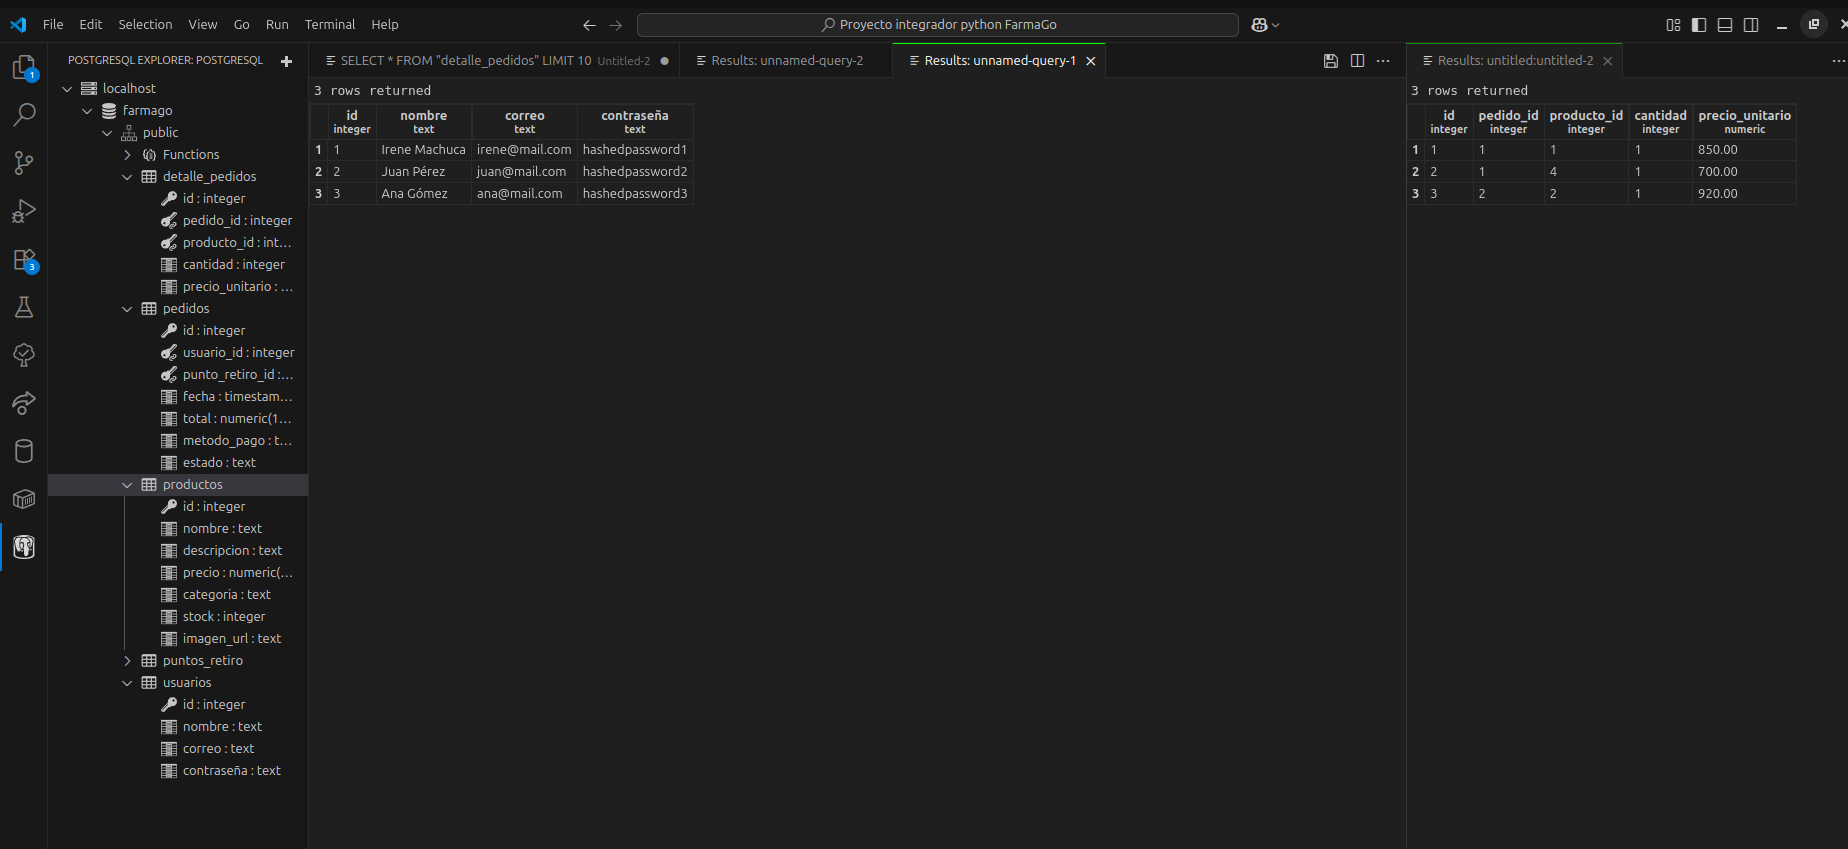 File Edit Selection View Go Run Terminal Help
Proyecto integrador python FarmaGo
POSTGRESQL EXPLORER: POSTGRESQL
localhost
farmago
public
Functions
detalle_pedidos
id : integer
pedido_id : integer
producto_id : int...
cantidad : integer
precio_unitario : ...
pedidos
id : integer
usuario_id : integer
punto_retiro_id :...
fecha : timestam...
total : numeric(1...
metodo_pago : t...
estado : text
productos
id : integer
nombre : text
descripcion : text
precio : numeric(...
categoria : text
stock : integer
imagen_url : text
puntos_retiro
usuarios
id : integer
nombre : text
correo : text
contraseña : text
1
3
SELECT * FROM "detalle_pedidos" LIMIT 10 Untitled-2
Results: unnamed-query-2
Results: unnamed-query-1
3 rows returned
id nombre correo contraseña
integer text text text
1 1 Irene Machuca irene@mail.com hashedpassword1
2 2 Juan Pérez juan@mail.com hashedpassword2
3 3 Ana Gómez ana@mail.com hashedpassword3
Results: untitled:untitled-2
3 rows returned
id pedido_id producto_id cantidad precio_unitario
integer integer integer integer numeric
1 1 1 1 1 850.00
2 2 1 4 1 700.00
3 3 2 2 1 920.00